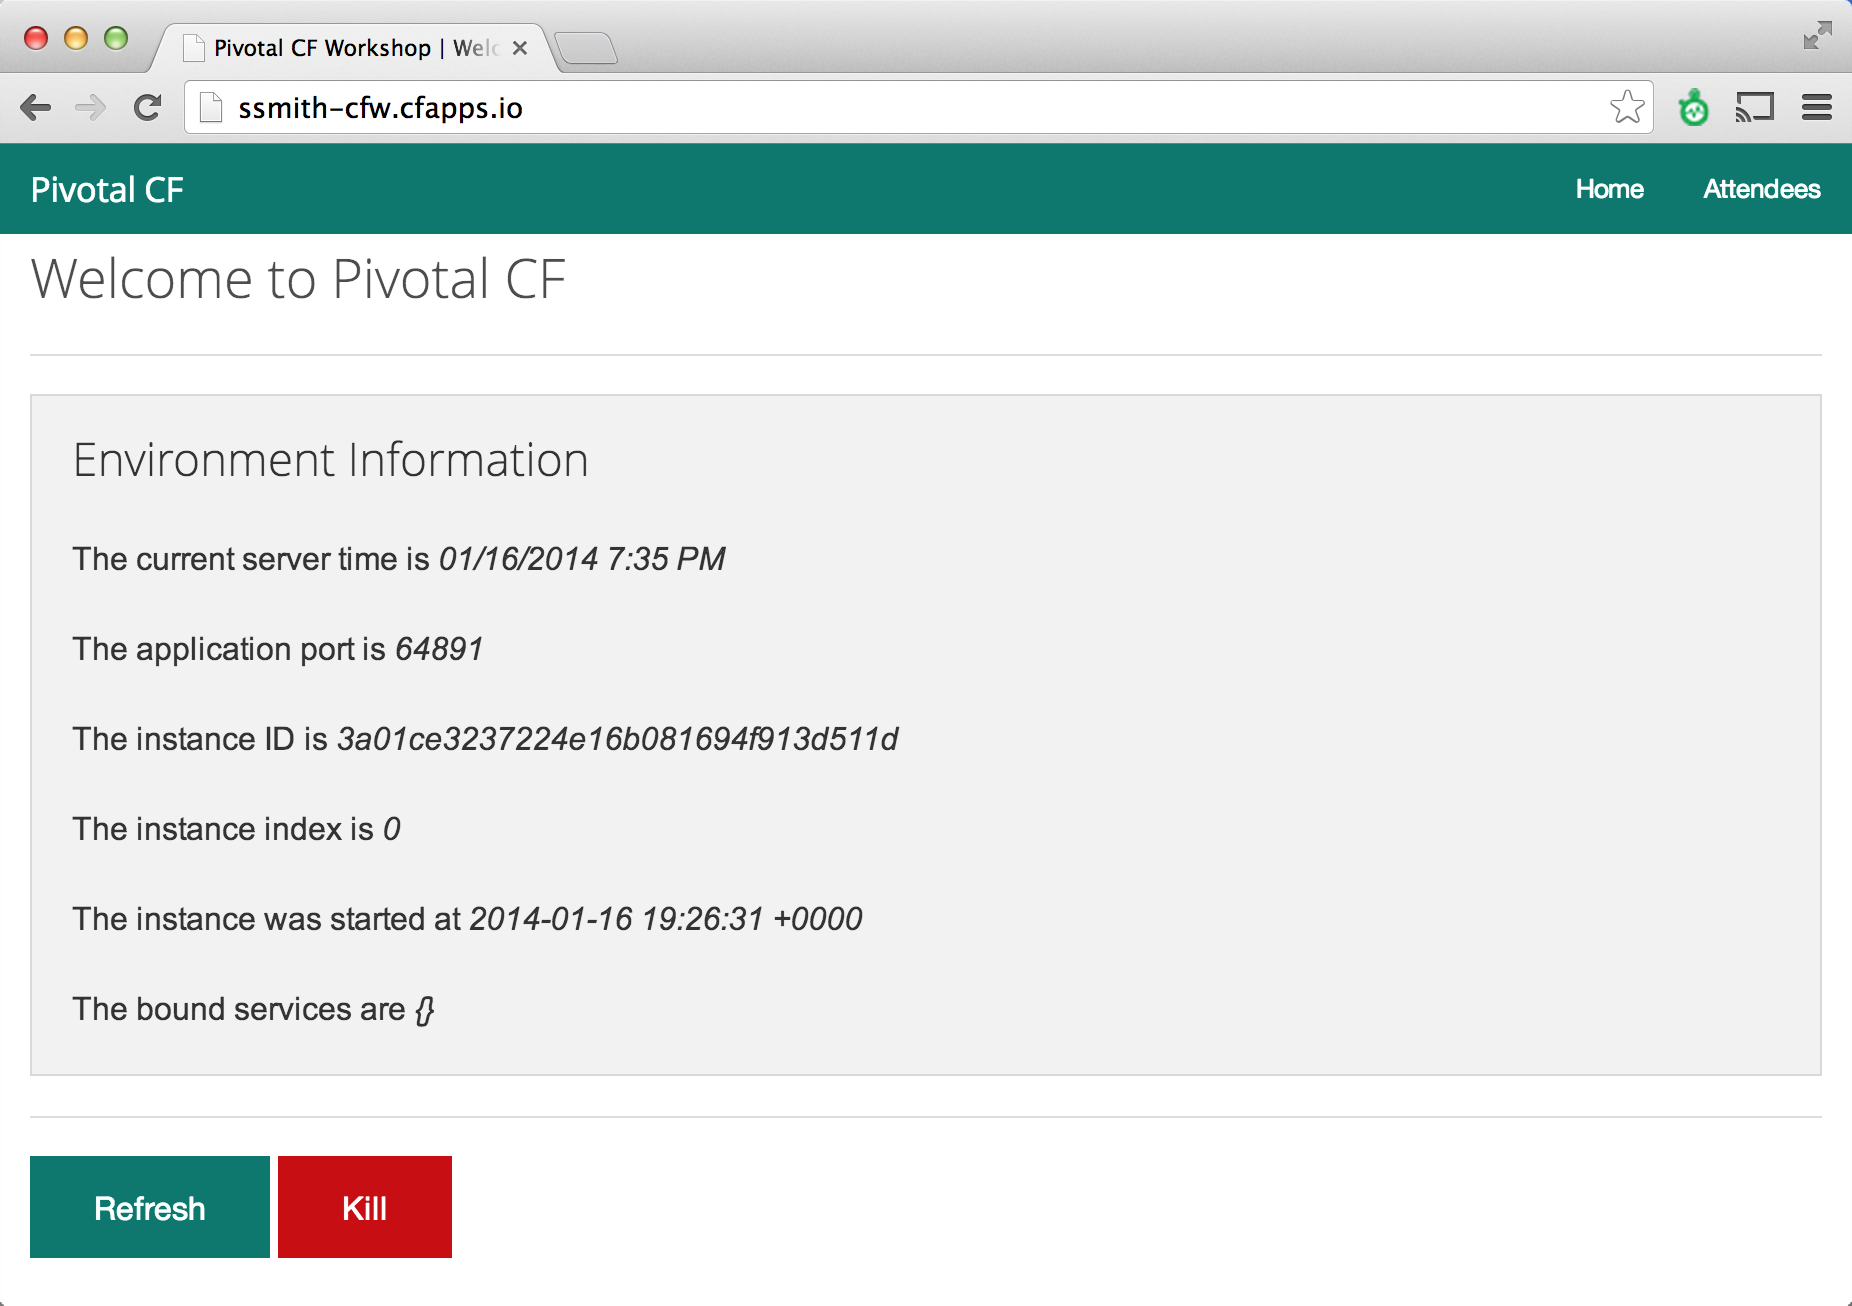 Pivotal CF Workshop | Welc
ssmith-cfw.cfapps.io
Pivotal CF
Home
Attendees
Welcome to Pivotal CF
Environment Information
The current server time is 01/16/2014 7:35 PM
The application port is 64891
The instance ID is 3a01ce3237224e16b081694f913d511d
The instance index is 0
The instance was started at 2014-01-16 19:26:31 +0000
The bound services are {}
Refresh
Kill